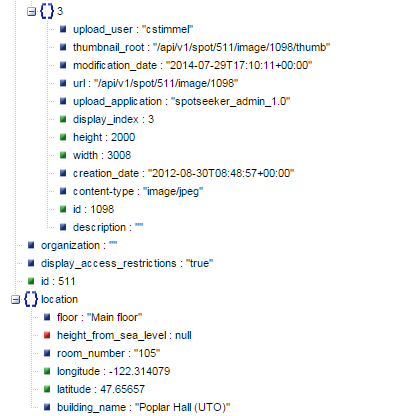 3
upload_user : "cstimmel"
thumbnail_root : "/api/v1/spot/511/image/1098/thumb"
modification_date : "2014-07-29T17:10:11+00:00"
url : "/api/v1/spot/511/image/1098"
upload_application : "spotseeker_admin_1.0"
display_index : 3
height : 2000
width : 3008
creation_date : "2012-08-30T08:48:57+00:00"
content-type : "image/jpeg"
id : 1098
description : ""
organization : ""
display_access_restrictions : "true"
id : 511
location
floor : "Main floor"
height_from_sea_level : null
room_number : "105"
longitude : -122.314079
latitude : 47.65657
building_name : "Poplar Hall (UTO)"